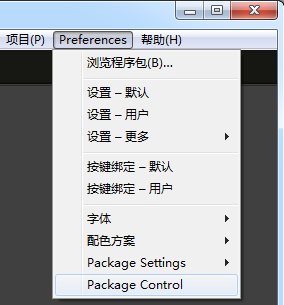 项目(P) Preferences 帮助(H)
浏览程序包(B)...
设置 – 默认
设置 – 用户
设置 – 更多
按键绑定 – 默认
按键绑定 – 用户
字体
配色方案
Package Settings
Package Control